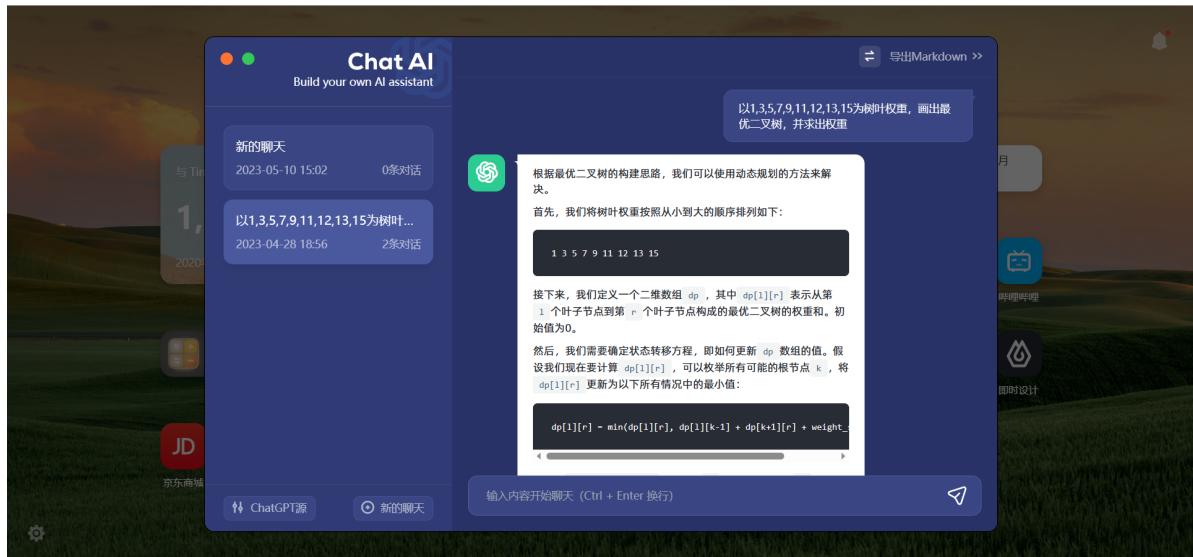 Chat AI
Build your own AI assistant
导出Markdown >>
新的聊天
2023-05-10 15:02
0条对话
以1,3,5,7,9,11,12,13,15为树叶...
2023-04-28 18:56
2条对话
ChatGPT源
新的聊天
以1,3,5,7,9,11,12,13,15为树叶权重，画出最
优二叉树，并求出权重
根据最优二叉树的构建思路，我们可以使用动态规划的方法来解
决。
首先，我们将树叶权重按照从小到大的顺序排列如下：
1 3 5 7 9 11 12 13 15
接下来，我们定义一个二维数组 dp ，其中 dp[l][r] 表示从第
l 个叶子节点到第 r 个叶子节点构成的最优二叉树的权重和。初
始值为0。
然后，我们需要确定状态转移方程，即如何更新 dp 数组的值。假
设我们现在要计算 dp[l][r] ，可以枚举所有可能的根节点 k ，将
dp[l][r] 更新为以下所有情况中的最小值：
dp[l][r] = min(dp[l][r], dp[l][k-1] + dp[k+1][r] + weight_
输入内容开始聊天（Ctrl + Enter 换行）
与 Tim
1,
2020
JD
京东商城
月
哔哩哔哩
即时设计